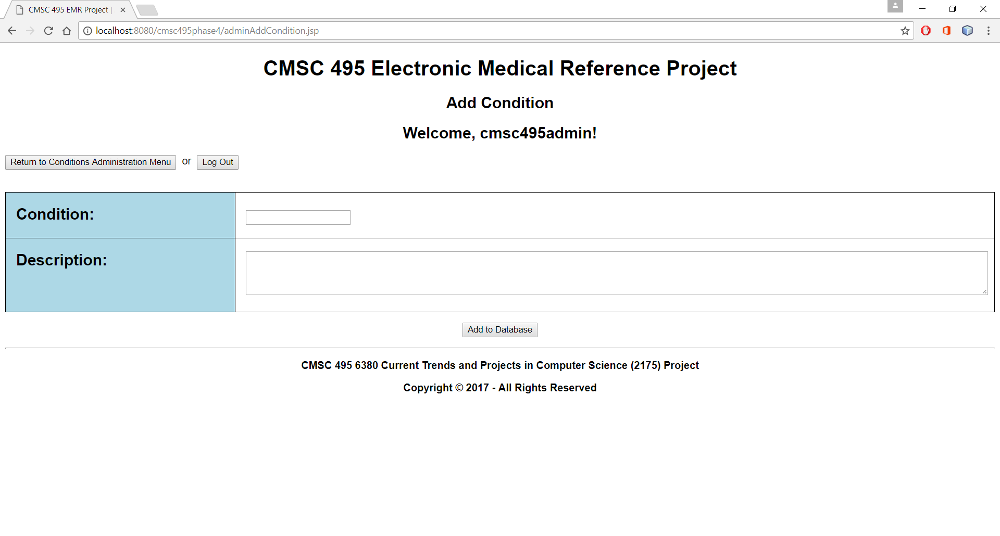 CMSC 495 EMR Project |
localhost:8080/cmsc495phase4/adminAddCondition.jsp
CMSC 495 Electronic Medical Reference Project
Add Condition
Welcome, cmsc495admin!
Return to Conditions Administration Menu or Log Out
Condition:
Description:
Add to Database
CMSC 495 6380 Current Trends and Projects in Computer Science (2175) Project
Copyright © 2017 - All Rights Reserved